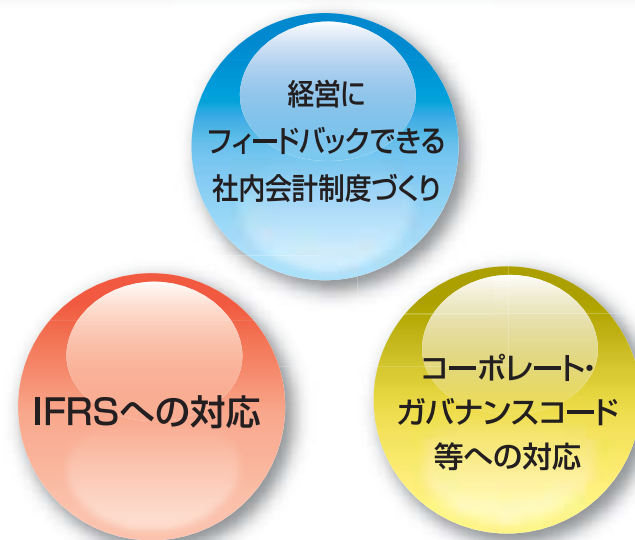 経営に
フィードバックできる
社内会計制度づくり
IFRSへの対応
コーポレート・
ガバナンスコード
等への対応